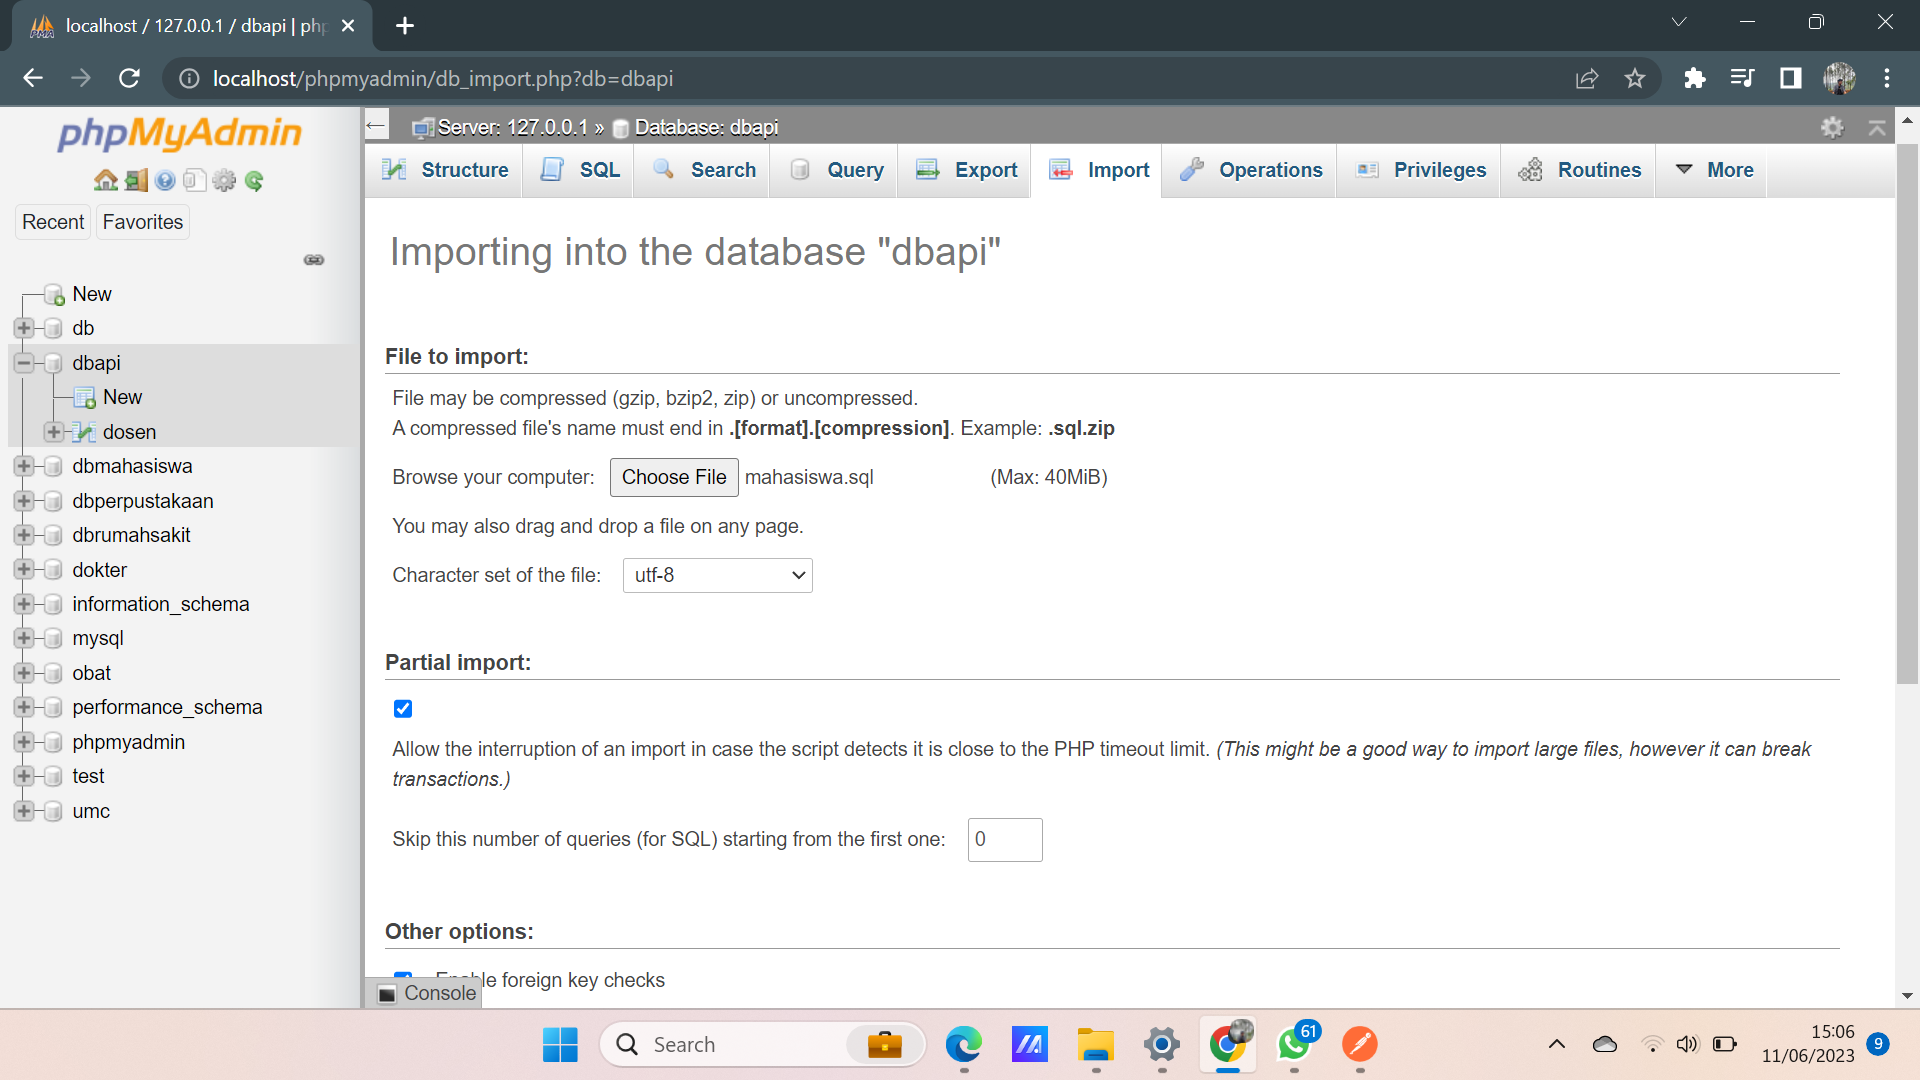 localhost / 127.0.0.1 / dbapi | php
localhost/phpmyadmin/db_import.php?db=dbapi
phpMyAdmin
Recent
Favorites
New
db
dbapi
New
dosen
dbmahasiswa
dbperpustakaan
dbrumahsakit
dokter
information_schema
mysql
obat
performance_schema
phpmyadmin
test
umc
Server: 127.0.0.1 » Database: dbapi
Structure SQL Search Query Export Import Operations Privileges Routines More
Importing into the database "dbapi"
File to import:
File may be compressed (gzip, bzip2, zip) or uncompressed.
A compressed file's name must end in .[format].[compression]. Example: .sql.zip
Browse your computer: Choose File mahasiswa.sql (Max: 40MiB)
You may also drag and drop a file on any page.
Character set of the file: utf-8
Partial import:
Allow the interruption of an import in case the script detects it is close to the PHP timeout limit. (This might be a good way to import large files, however it can break
transactions.)
Skip this number of queries (for SQL) starting from the first one: 0
Other options:
Enable foreign key checks
Console
Search
61
15:06
11/06/2023
9